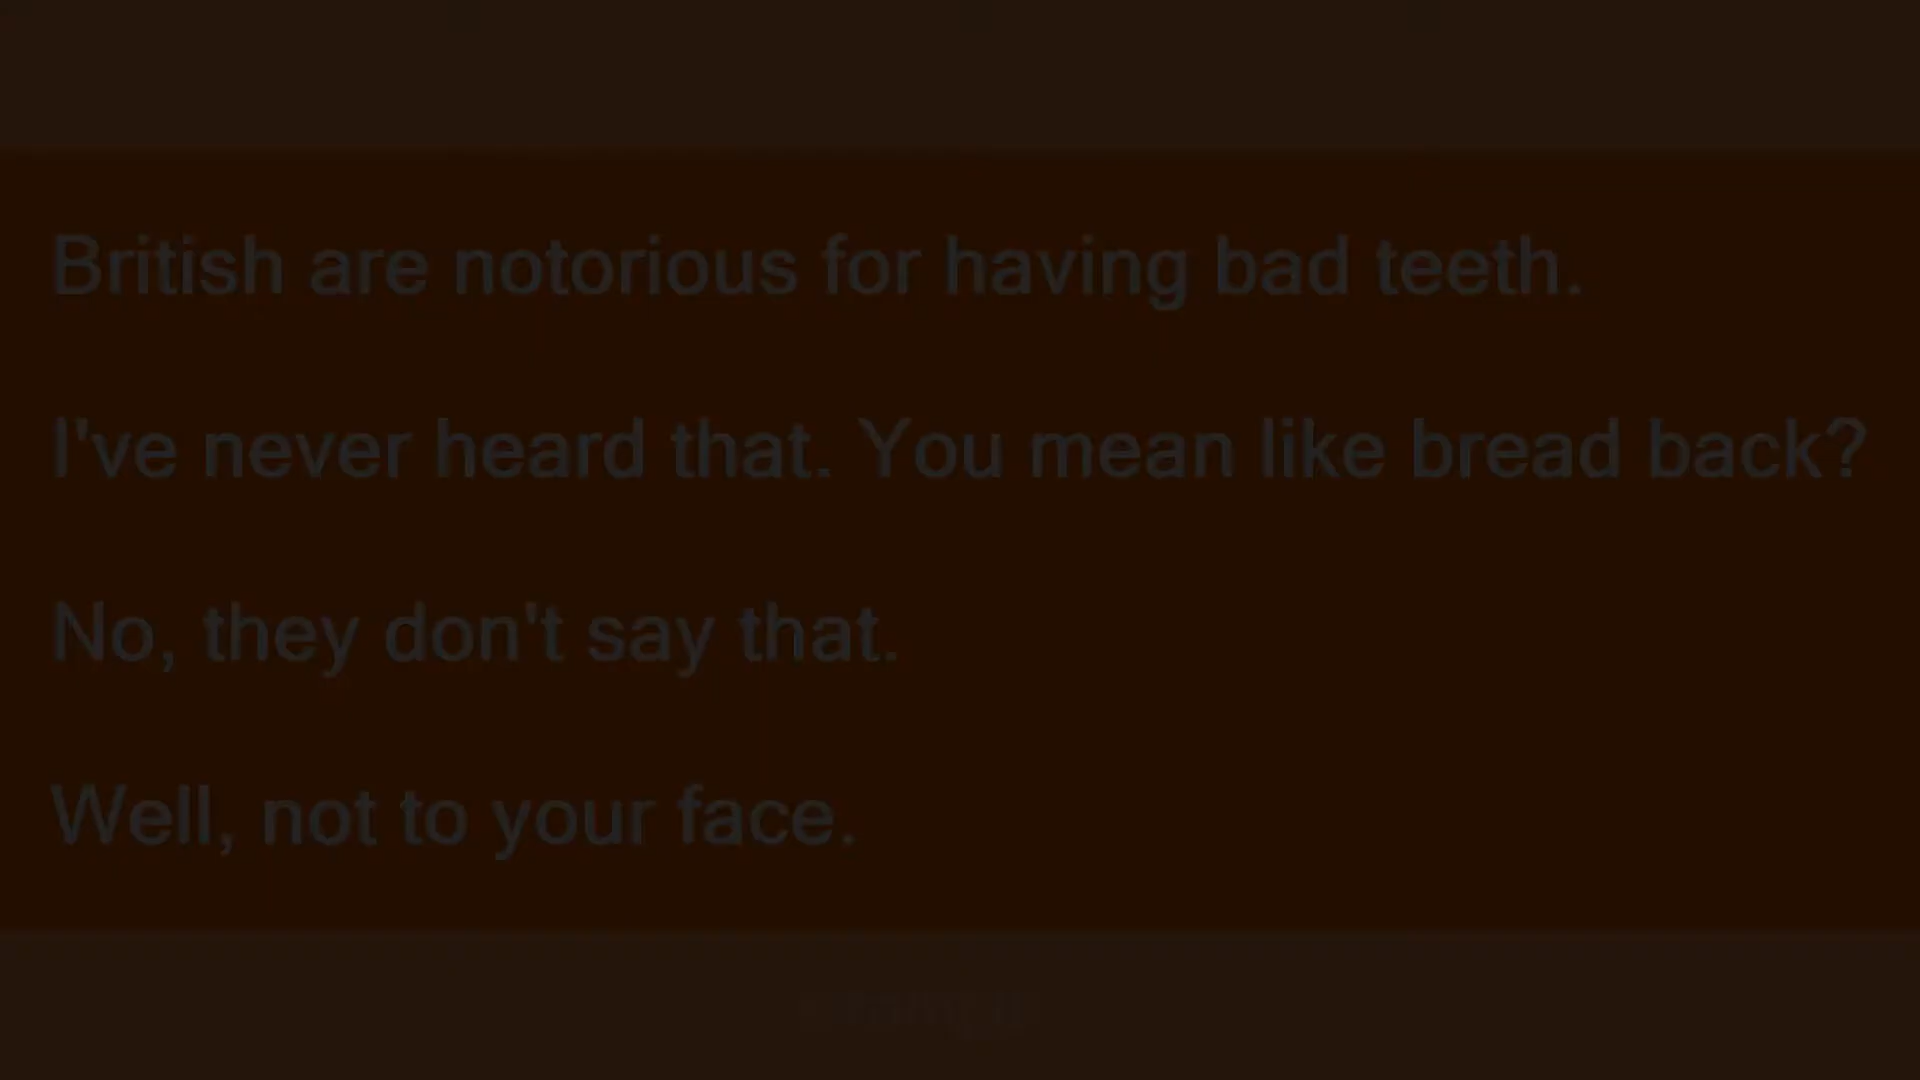 British are notorious for having bad teeth.
I've never heard that. You mean like bread back?
No, they don't say that.
Well, not to your face.